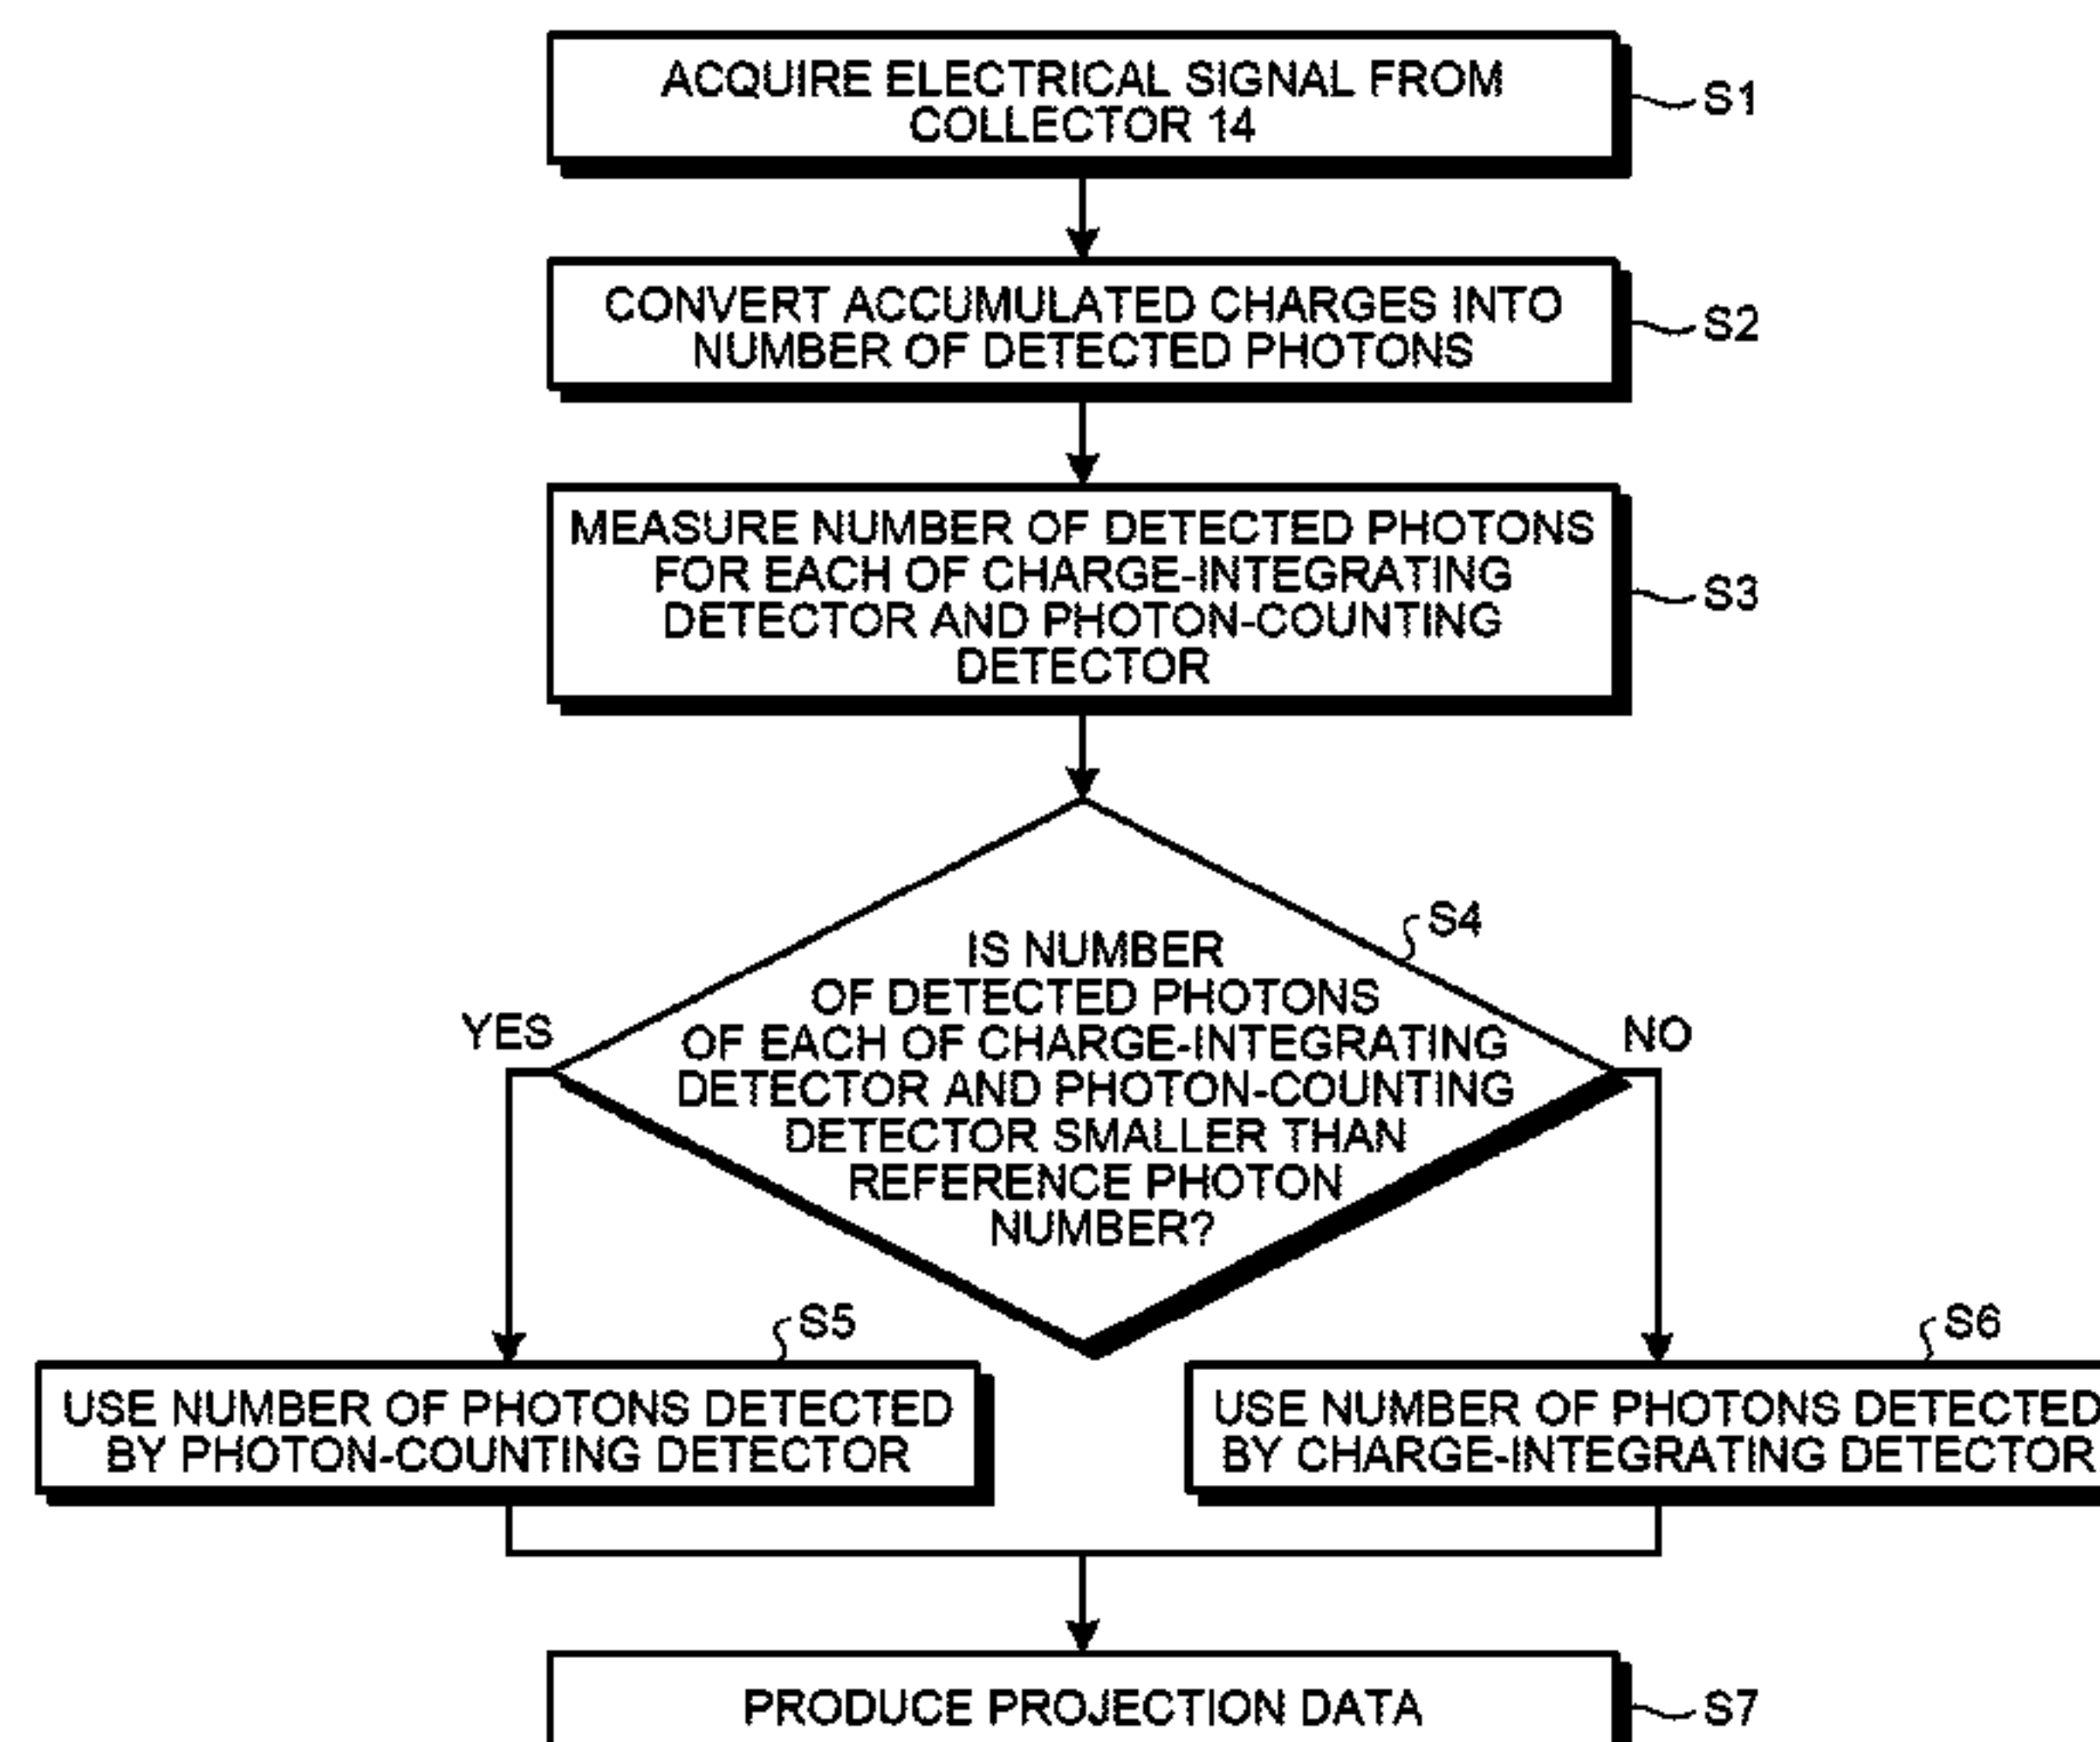 ACQUIRE ELECTRICAL SIGNAL FROM
COLLECTOR 14
S1
CONVERT ACCUMULATED CHARGES INTO
NUMBER OF DETECTED PHOTONS
S2
MEASURE NUMBER OF DETECTED PHOTONS
FOR EACH OF CHARGE-INTEGRATING
DETECTOR AND PHOTON-COUNTING
DETECTOR
S3
S4
IS NUMBER
OF DETECTED PHOTONS
OF EACH OF CHARGE-INTEGRATING
DETECTOR AND PHOTON-COUNTING
DETECTOR SMALLER THAN
REFERENCE PHOTON
NUMBER?
YES
NO
S5
USE NUMBER OF PHOTONS DETECTED
BY PHOTON-COUNTING DETECTOR
S6
USE NUMBER OF PHOTONS DETECTED
BY CHARGE-INTEGRATING DETECTOR
PRODUCE PROJECTION DATA
S7